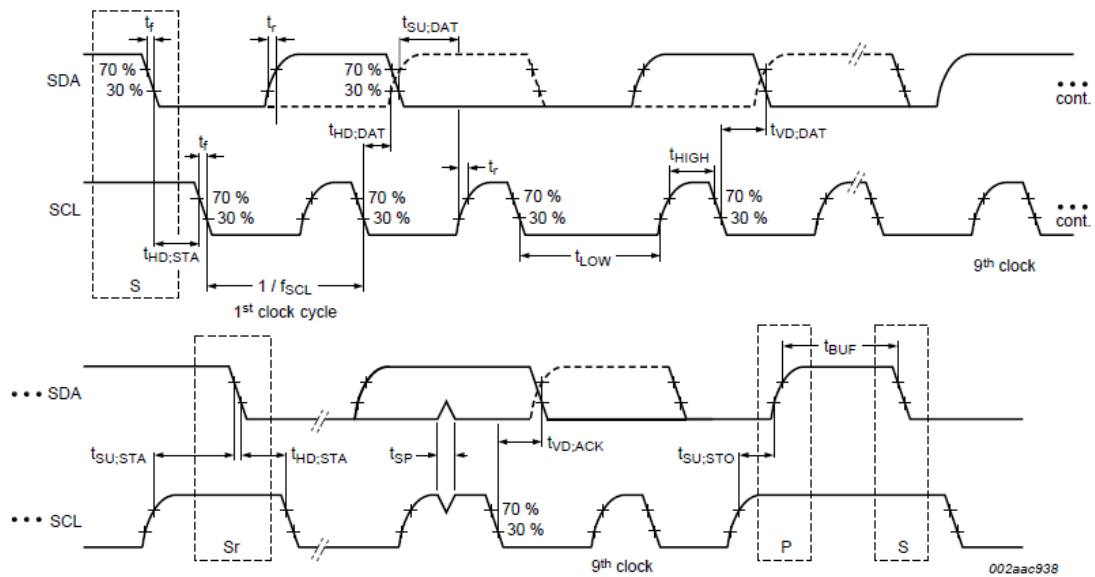 t_f t_r t_SU;DAT
SDA 70 % 30 % 70 % 30 % cont.
t_HD;DAT t_VD;DAT
t_f t_r t_HIGH
SCL 70 % 30 % 70 % 30 % 70 % 30 % cont.
t_HD;STA t_LOW
S 1 / f_SCL 9th clock
1st clock cycle
t_BUF
SDA
t_SU;STA t_HD;STA t_SP t_VD;ACK t_SU;STO
SCL 70 % 30 %
Sr P S
9th clock
002aac938